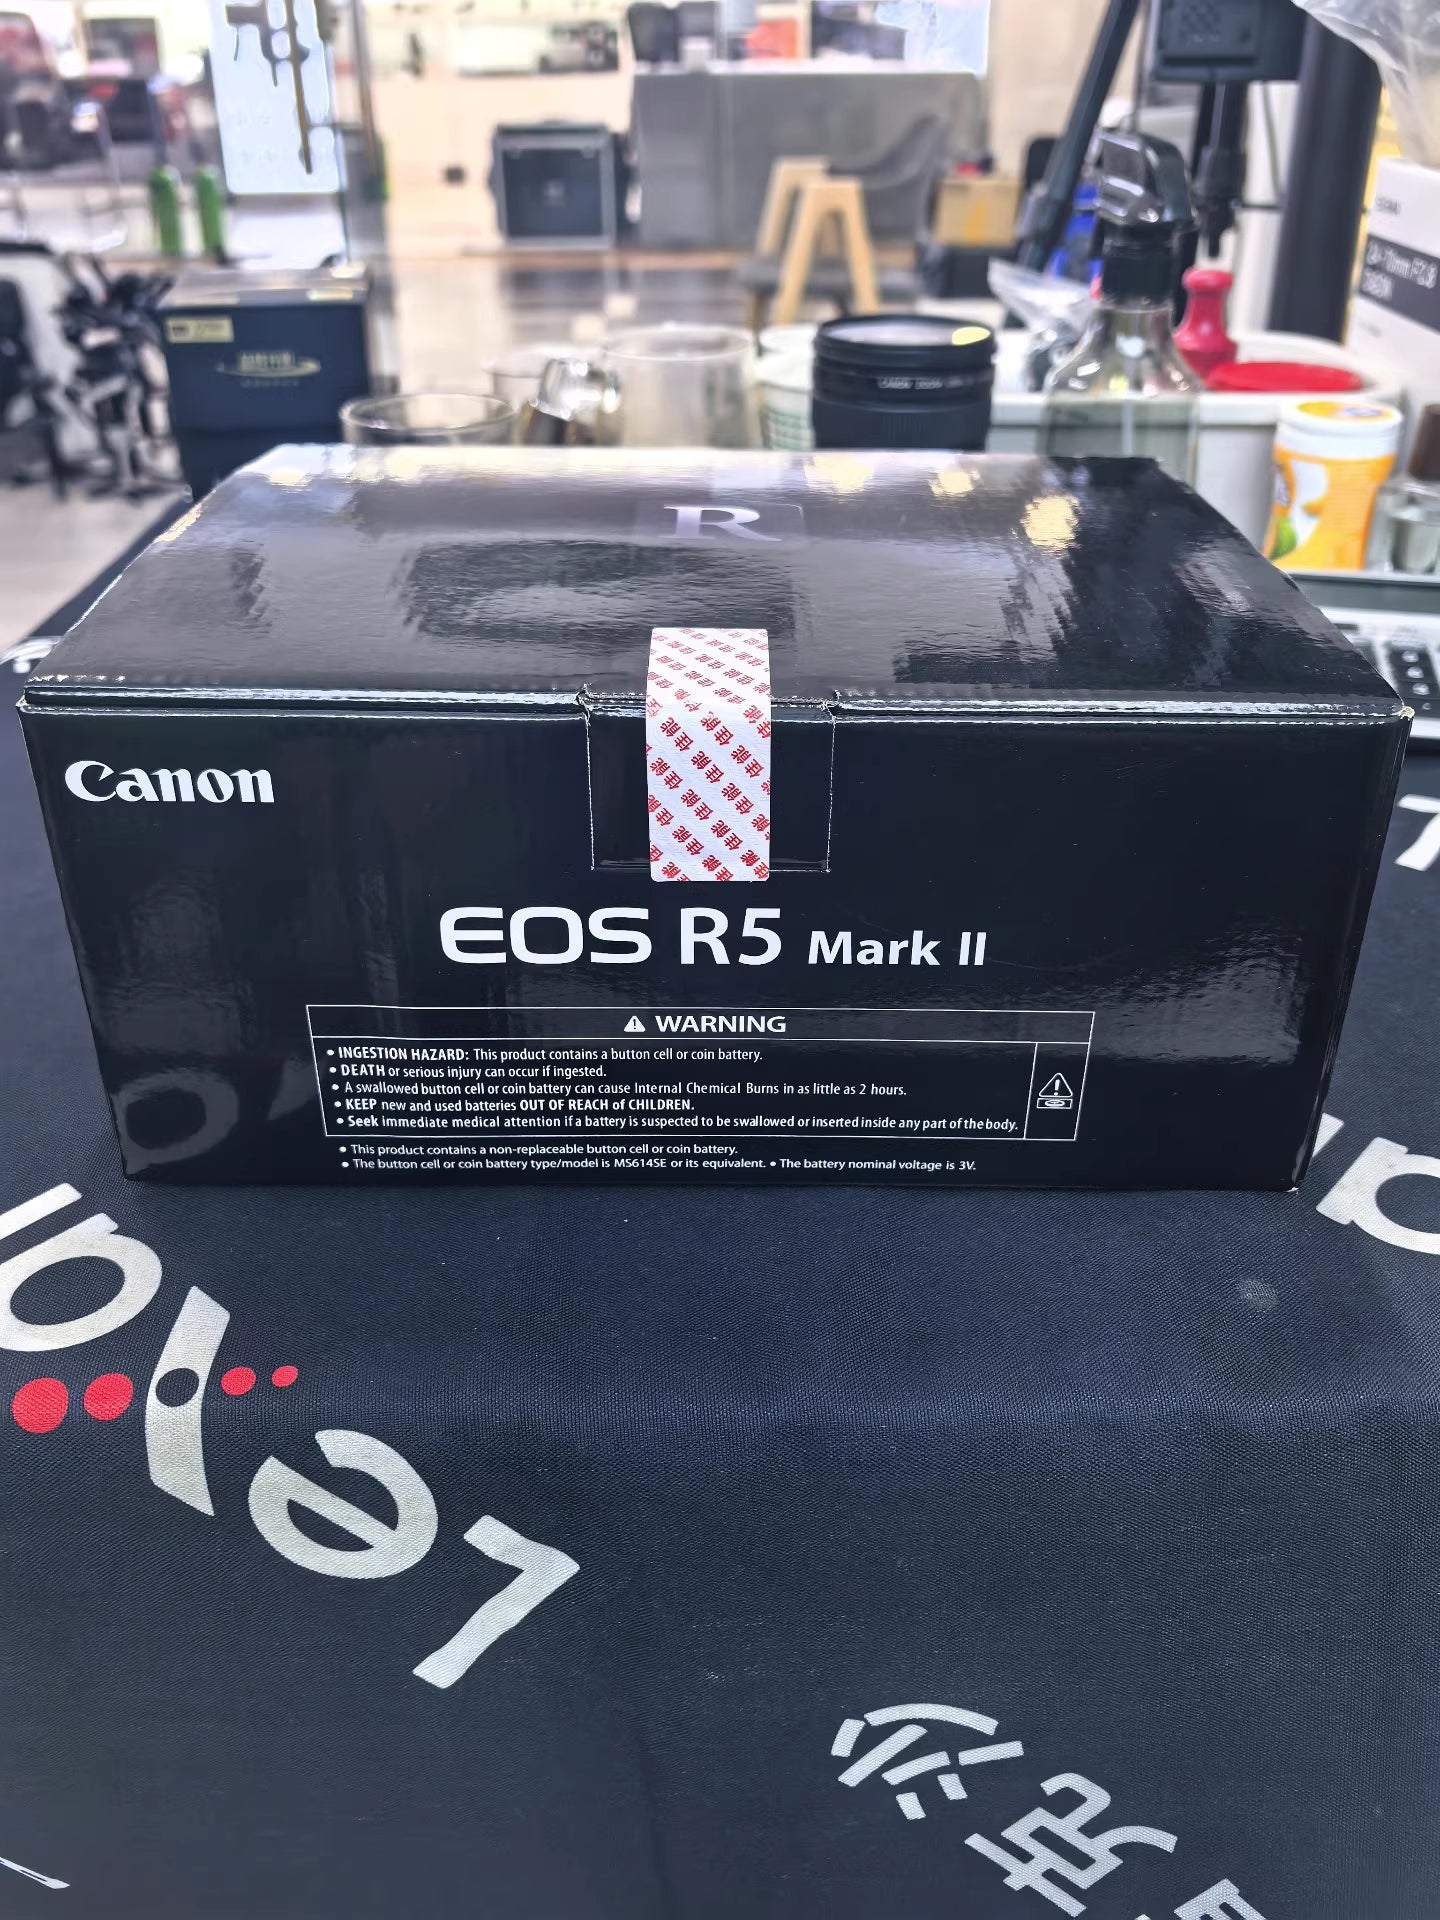 R
Canon
佳能
EOS R5 Mark II
⚠ WARNING
• INGESTION HAZARD: This product contains a button cell or coin battery.
• DEATH or serious injury can occur if ingested.
• A swallowed button cell or coin battery can cause Internal Chemical Burns in as little as 2 hours.
• KEEP new and used batteries OUT OF REACH of CHILDREN.
• Seek immediate medical attention if a battery is suspected to be swallowed or inserted inside any part of the body.
• This product contains a non-replaceable button cell or coin battery.
• The button cell or coin battery type/model is MS614SE or its equivalent. • The battery nominal voltage is 3V.